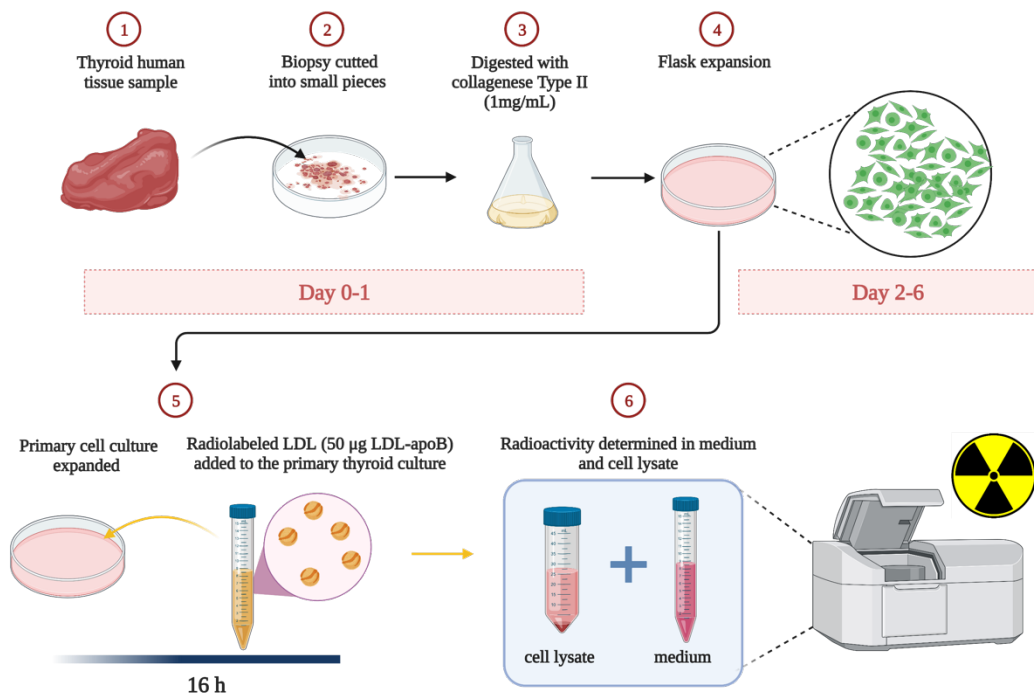 1
Thyroid human
tissue sample
2
Biopsy cutted
into small pieces
3
Digested with
collagenese Type II
(1mg/mL)
4
Flask expansion
Day 0-1
Day 2-6
5
Primary cell culture
expanded
Radiolabeled LDL (50 μg LDL-apoB)
added to the primary thyroid culture
16 h
6
Radioactivity determined in medium
and cell lysate
+
cell lysate
medium